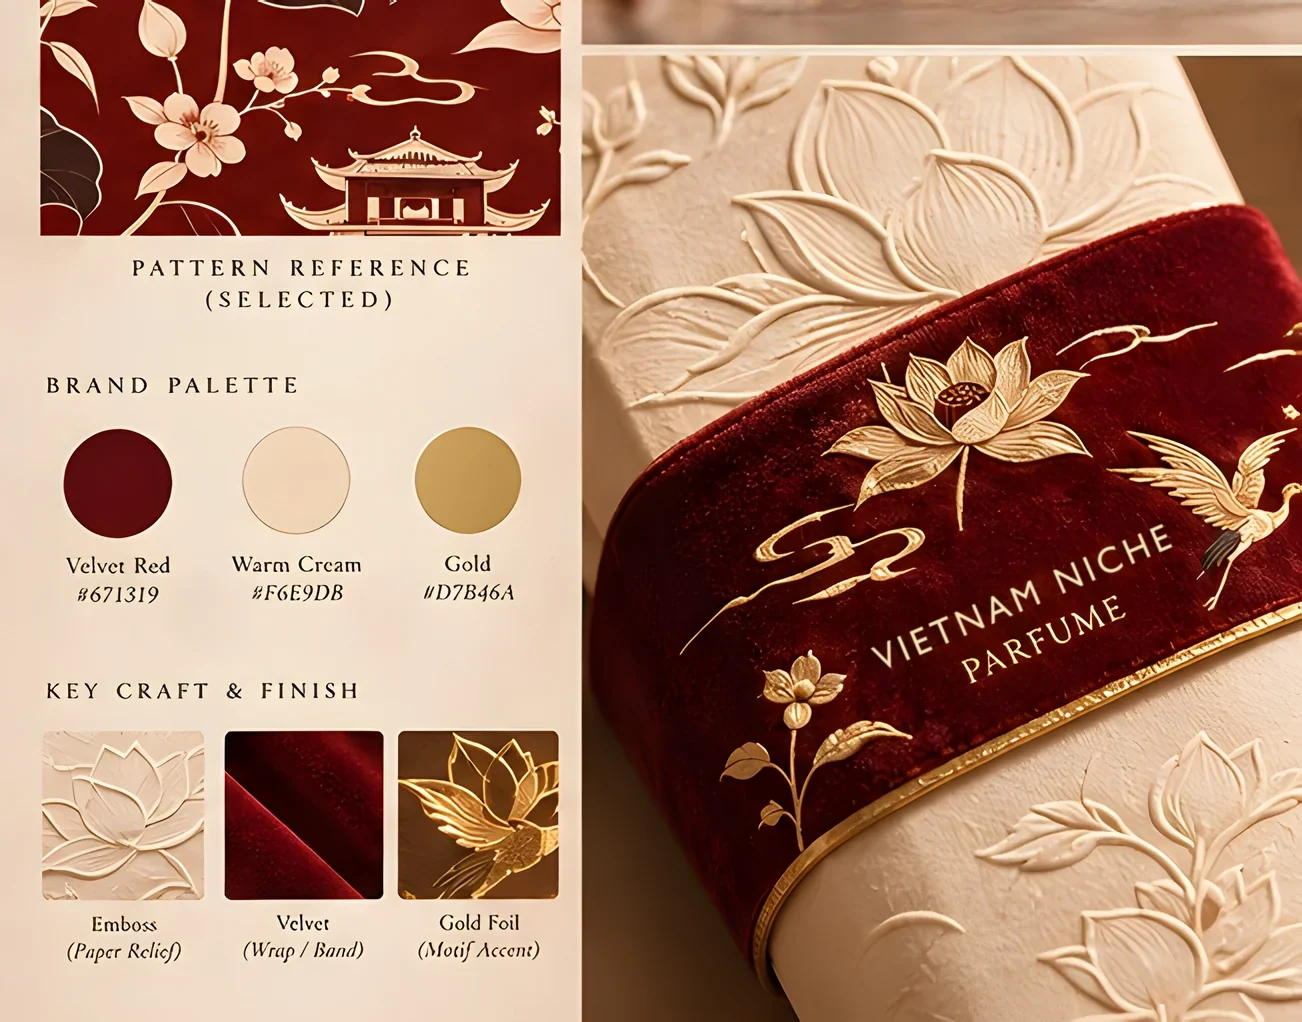 PATTERN REFERENCE
(SELECTED)
BRAND PALETTE
Velvet Red
#671319
Warm Cream
#F6E9DB
Gold
#D7B46A
KEY CRAFT & FINISH
Emboss
(Paper Relief)
Velvet
(Wrap / Band)
Gold Foil
(Motif Accent)
VIETNAM NICHE
PARFUME